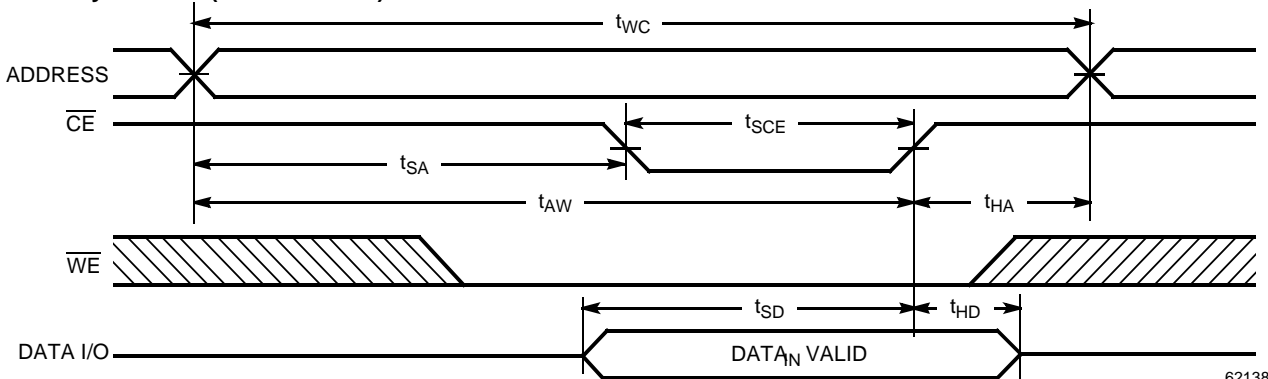 tWC
ADDRESS
CE
tSCE
tSA
tAW
tHA
WE
tSD
tHD
DATA I/O
DATAIN VALID
62138